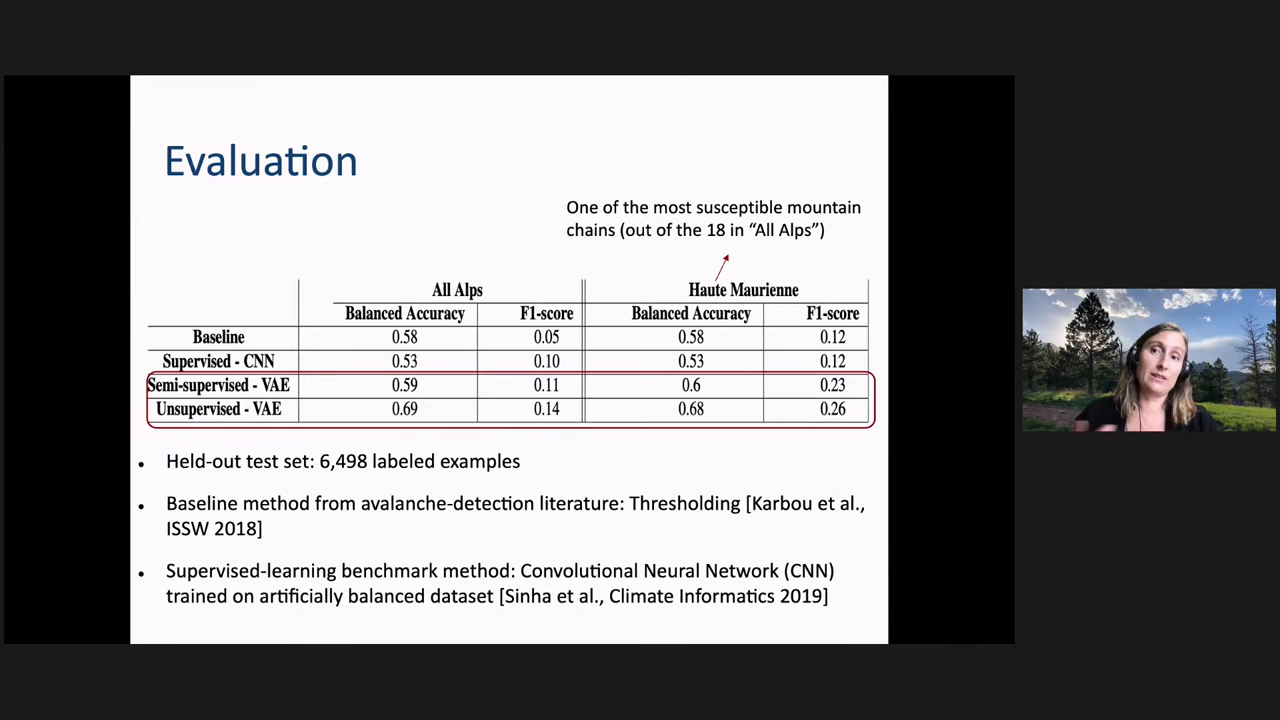 Evaluation
One of the most susceptible mountain
chains (out of the 18 in “All Alps”)
All Alps Haute Maurienne
Balanced Accuracy F1-score Balanced Accuracy F1-score
Baseline 0.58 0.05 0.58 0.12
Supervised - CNN 0.53 0.10 0.53 0.12
Semi-supervised - VAE 0.59 0.11 0.6 0.23
Unsupervised - VAE 0.69 0.14 0.68 0.26
• Held-out test set: 6,498 labeled examples
• Baseline method from avalanche-detection literature: Thresholding [Karbou et al.,
ISSW 2018]
• Supervised-learning benchmark method: Convolutional Neural Network (CNN)
trained on artificially balanced dataset [Sinha et al., Climate Informatics 2019]